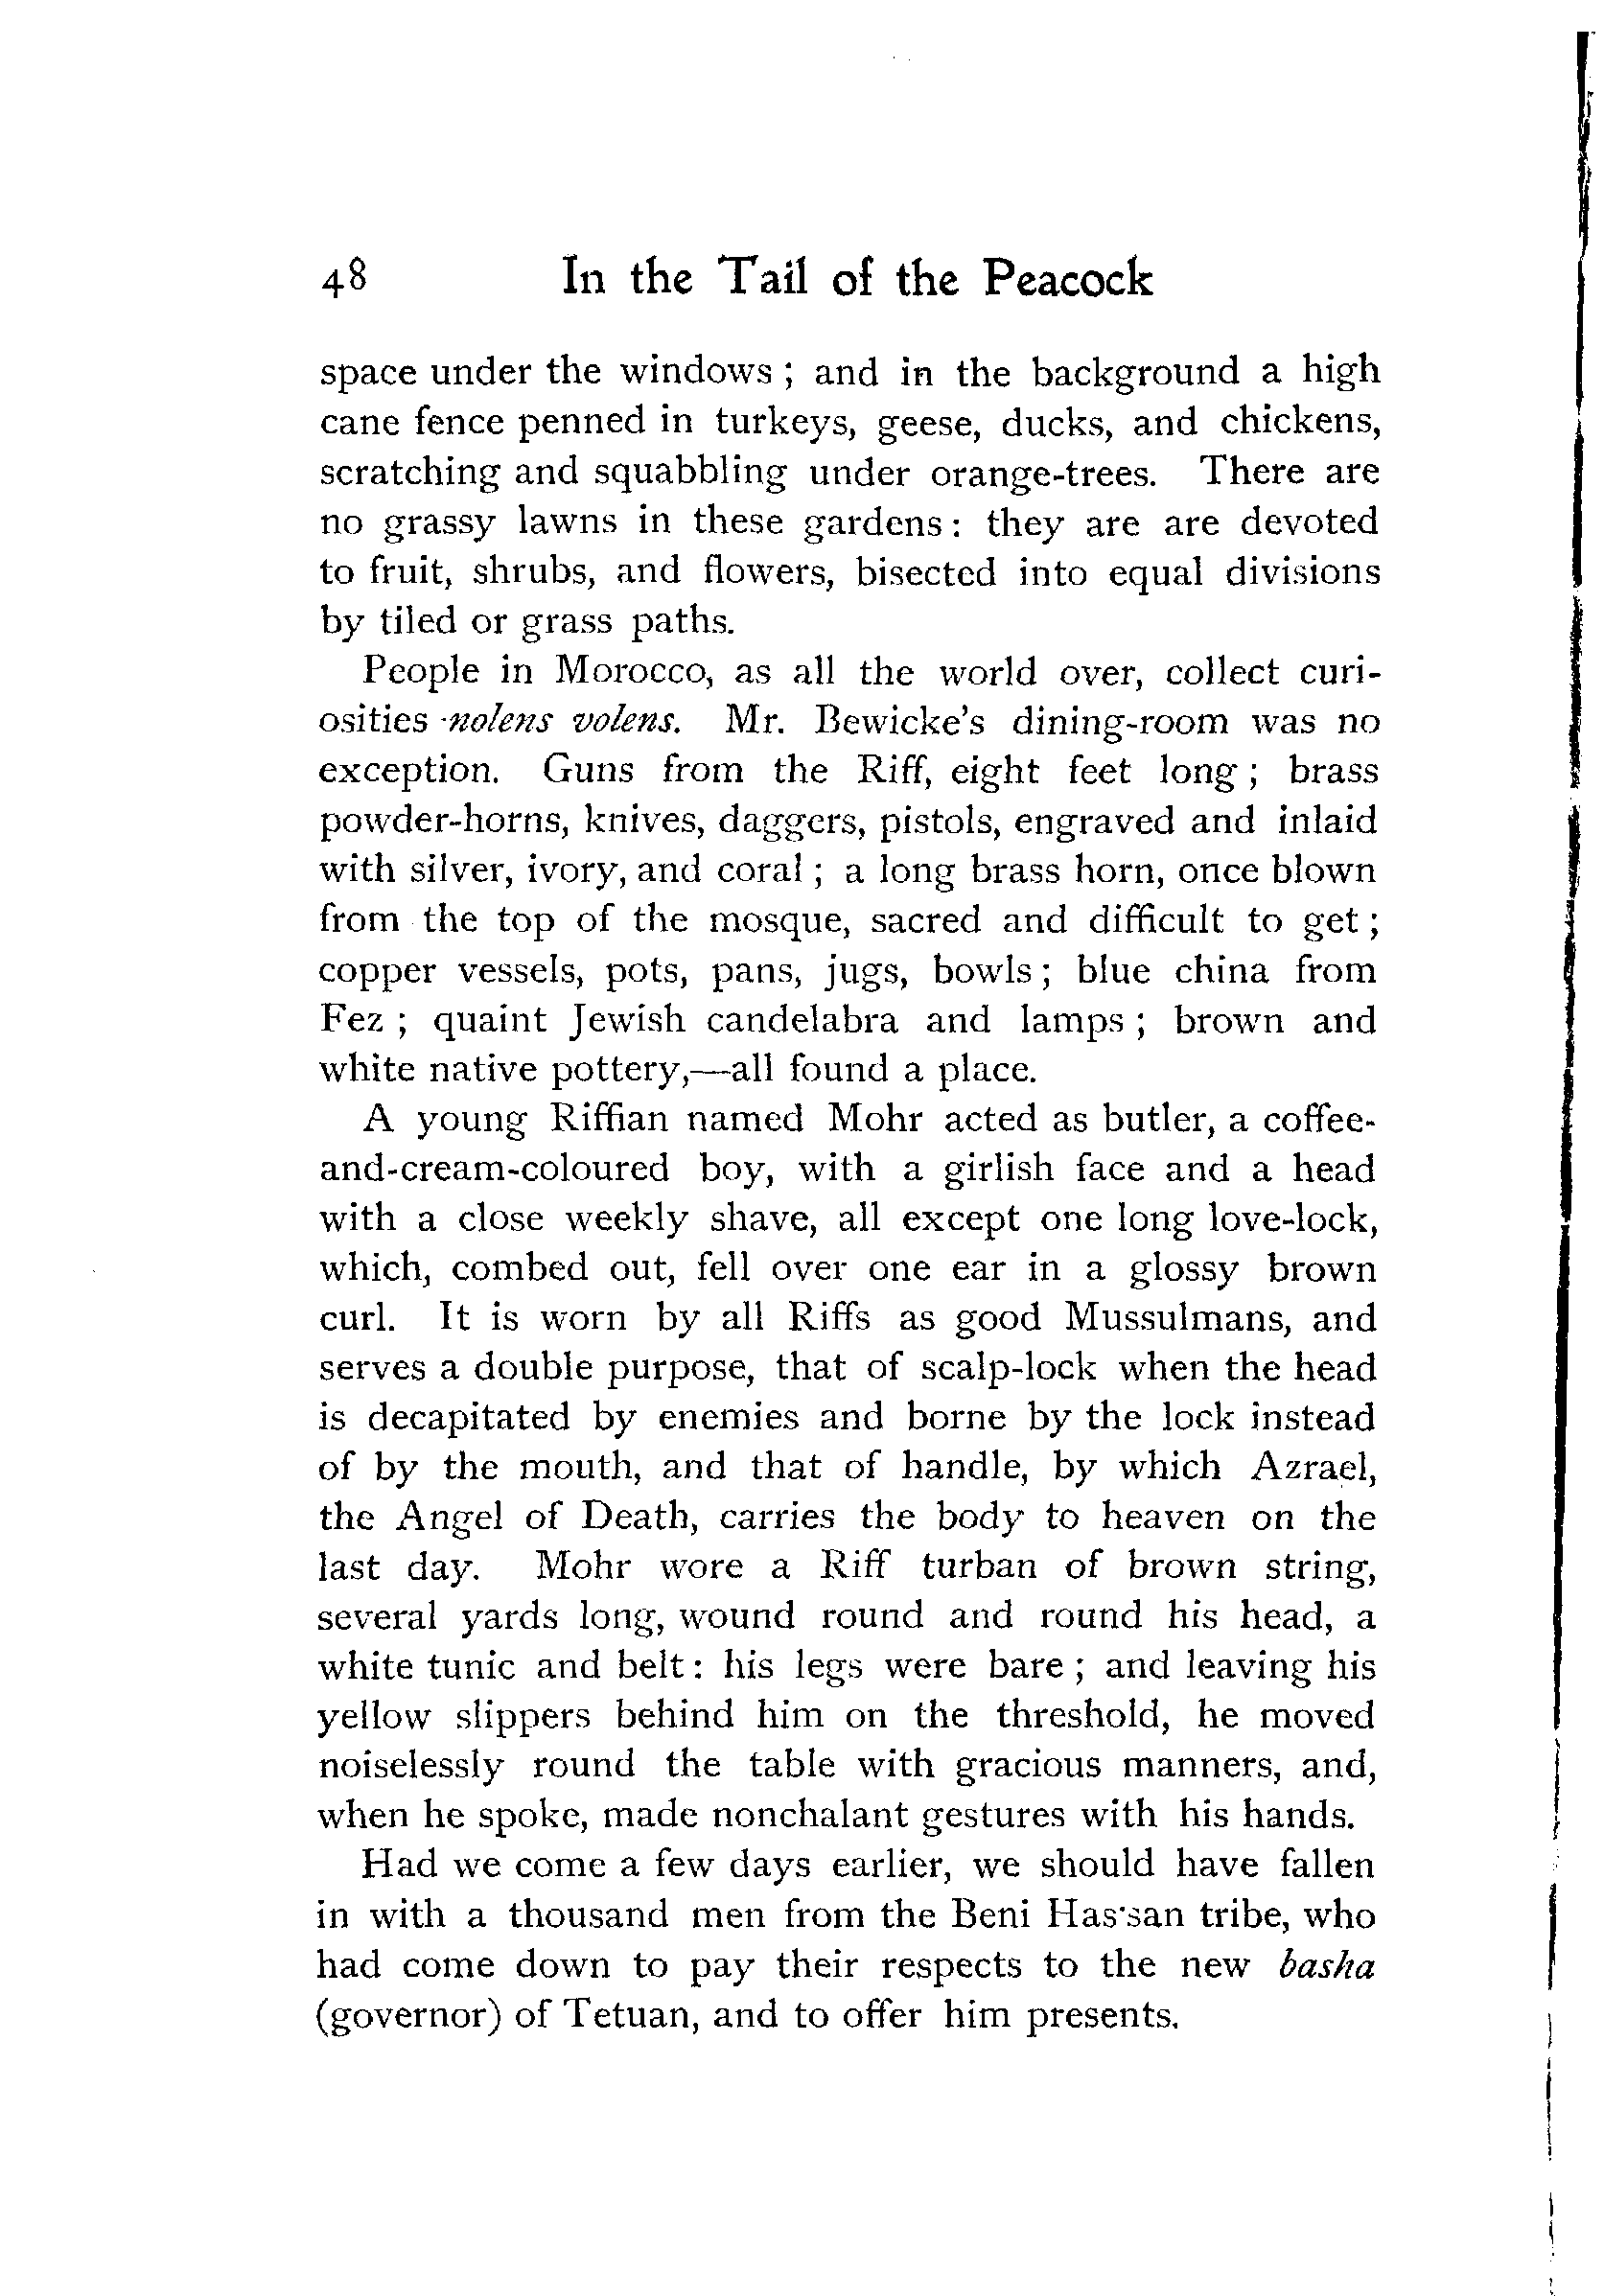 48 In the Tail of the Peacock
space under the windows ; and in the background a high
cane fence penned in turkeys, geese, ducks, and chickens,
scratching and squabbling under orange-trees. There are
no grassy lawns in these gardens : they are are devoted
to fruit, shrubs, and flowers, bisected into equal divisions
by tiled or grass paths.
People in Morocco, as all the world over, collect curi-
osities nolens volens. Mr. Bewicke's dining-room was no
exception. Guns from the Riff, eight feet long ; brass
powder-horns, knives, daggers, pistols, engraved and inlaid
with silver, ivory, and coral ; a long brass horn, once blown
from the top of the mosque, sacred and difficult to get ;
copper vessels, pots, pans, jugs, bowls ; blue china from
Fez ; quaint Jewish candelabra and lamps ; brown and
white native pottery,—all found a place.
A young Riffian named Mohr acted as butler, a coffee-
and-cream-coloured boy, with a girlish face and a head
with a close weekly shave, all except one long love-lock,
which, combed out, fell over one ear in a glossy brown
curl. It is worn by all Riffs as good Mussulmans, and
serves a double purpose, that of scalp-lock when the head
is decapitated by enemies and borne by the lock instead
of by the mouth, and that of handle, by which Azrael,
the Angel of Death, carries the body to heaven on the
last day. Mohr wore a Riff turban of brown string,
several yards long, wound round and round his head, a
white tunic and belt : his legs were bare ; and leaving his
yellow slippers behind him on the threshold, he moved
noiselessly round the table with gracious manners, and,
when he spoke, made nonchalant gestures with his hands.
Had we come a few days earlier, we should have fallen
in with a thousand men from the Beni Has·san tribe, who
had come down to pay their respects to the new basha
(governor) of Tetuan, and to offer him presents.